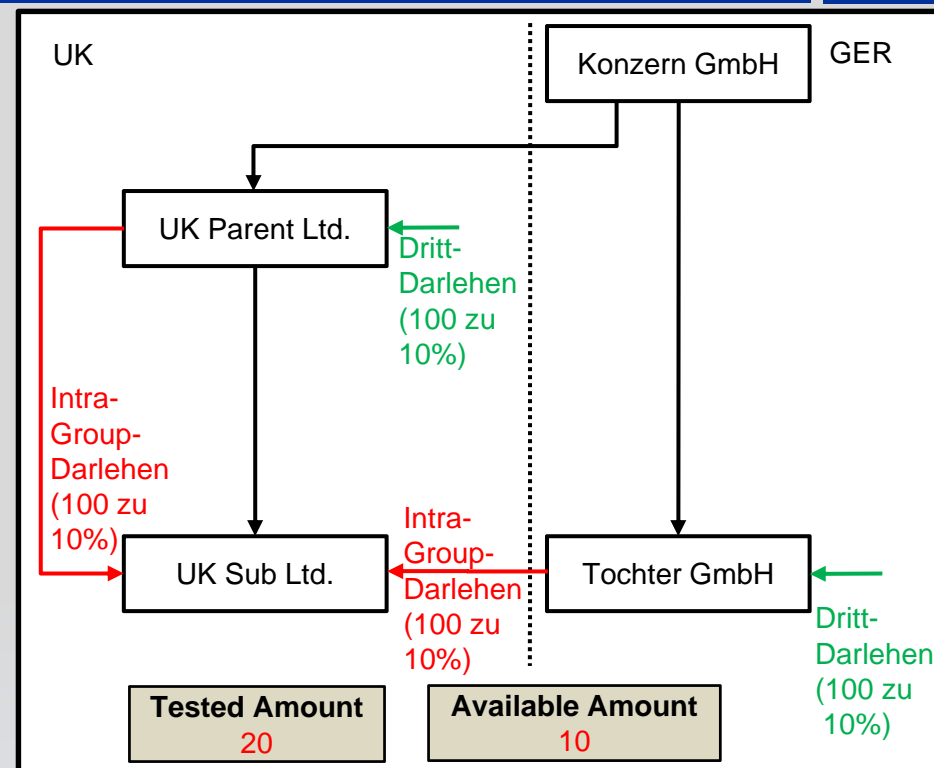 UK
Konzern GmbH
GER
UK Parent Ltd.
Dritt-
Darlehen
(100 zu
10%)
Intra-
Group-
Darlehen
(100 zu
10%)
UK Sub Ltd.
Intra-
Group-
Darlehen
(100 zu
10%)
Tochter GmbH
Dritt-
Darlehen
(100 zu
10%)
Tested Amount
20
Available Amount
10